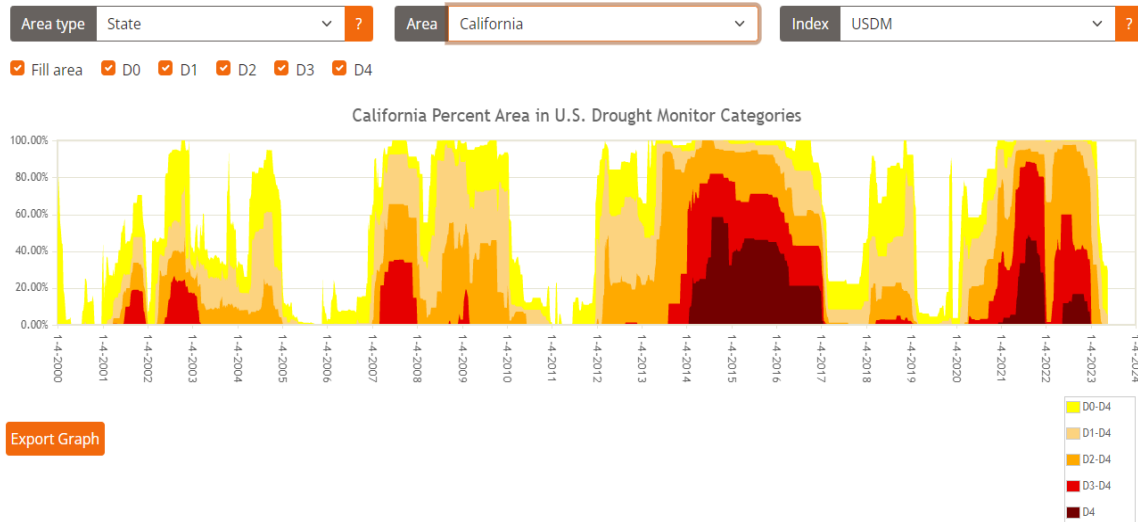 Area type State ? Area California Index USDM ?
Fill area D0 D1 D2 D3 D4
California Percent Area in U.S. Drought Monitor Categories
100.00%
80.00%
60.00%
40.00%
20.00%
0.00%
1-4-2000 1-4-2001 1-4-2002 1-4-2003 1-4-2004 1-4-2005 1-4-2006 1-4-2007 1-4-2008 1-4-2009 1-4-2010 1-4-2011 1-4-2012 1-4-2013 1-4-2014 1-4-2015 1-4-2016 1-4-2017 1-4-2018 1-4-2019 1-4-2020 1-4-2021 1-4-2022 1-4-2023 1-4-2024
D0-D4
D1-D4
Export Graph
D2-D4
D3-D4
D4